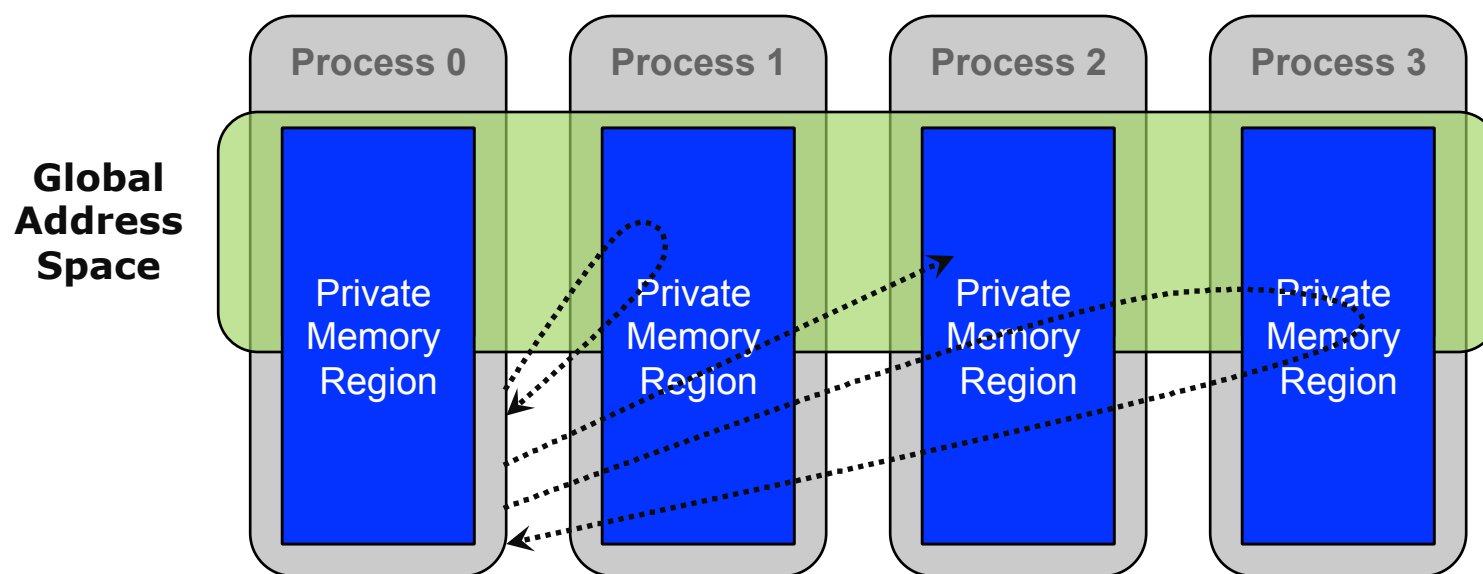 Process 0
Process 1
Process 2
Process 3
Global
Address
Space
Private
Memory
Region
Private
Memory
Region
Private
Memory
Region
Private
Memory
Region